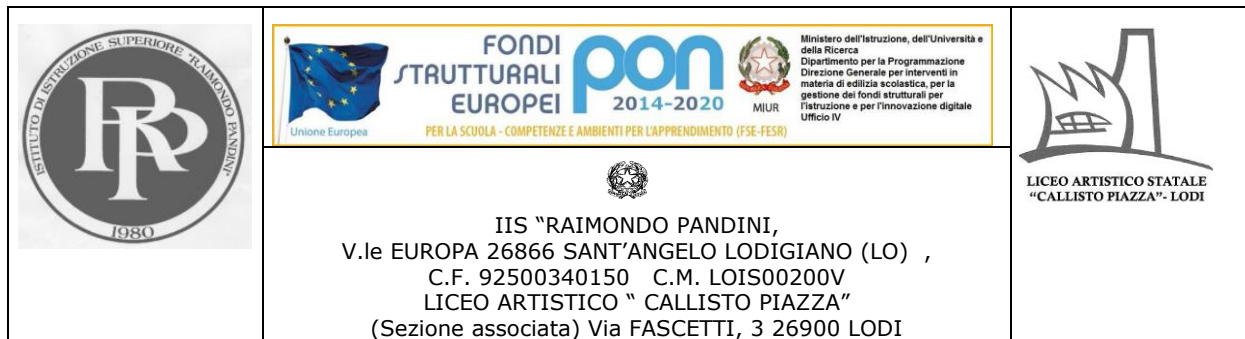 ISTITUTO DI ISTRUZIONE SUPERIORE "RAIMONDO PANDINI"
RP
1980
Unione Europea
FONDI
STRUTTURALI
EUROPEI
pon
2014-2020
MIUR
Ministero dell'Istruzione, dell'Università e
della Ricerca
Dipartimento per la Programmazione
Direzione Generale per interventi in
materia di edilizia scolastica, per la
gestione dei fondi strutturali per
l'istruzione e per l'innovazione digitale
Ufficio IV
PER LA SCUOLA - COMPETENZE E AMBIENTI PER L'APPRENDIMENTO (FSE-FESR)
LICEO ARTISTICO STATALE
"CALLISTO PIAZZA"- LODI
IIS "RAIMONDO PANDINI,
V.le EUROPA 26866 SANT'ANGELO LODIGIANO (LO) ,
C.F. 92500340150 C.M. LOIS00200V
LICEO ARTISTICO " CALLISTO PIAZZA"
(Sezione associata) Via FASCETTI, 3 26900 LODI